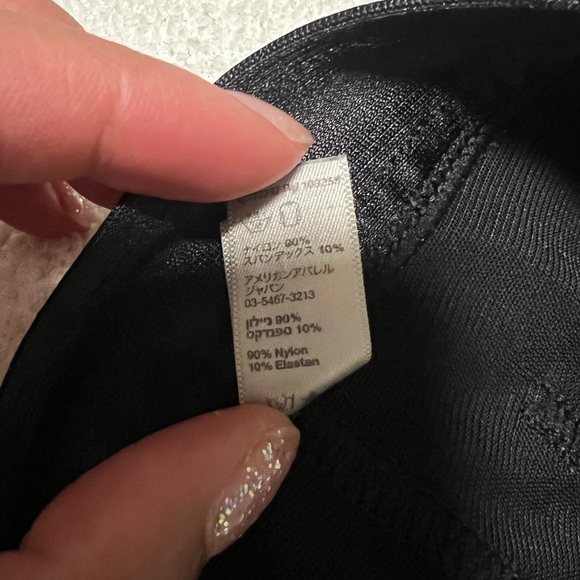 ナイロン 90%
スパンデックス 10%
アメリカンアパレル
ジャパン
03-5467-3213
ניילון 90%
ספנדקס 10%
90% Nylon
10% Elastan